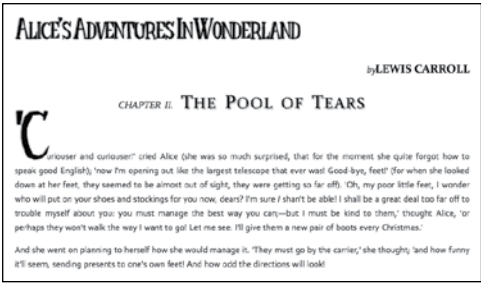 ALICE'S ADVENTURES IN WONDERLAND
by LEWIS CARROLL
CHAPTER II. THE POOL OF TEARS
'Curiouser and curiouser!' cried Alice (she was so much surprised, that for the moment she quite forgot how to
speak good English); 'now I'm opening out like the largest telescope that ever was! Good-bye, feet!' (for when she looked
down at her feet, they seemed to be almost out of sight, they were getting so far off). 'Oh, my poor little feet, I wonder
who will put on your shoes and stockings for you now, dears? I'm sure I shan't be able! I shall be a great deal too far off to
trouble myself about you: you must manage the best way you can;—but I must be kind to them,' thought Alice, 'or
perhaps they won't walk the way I want to go! Let me see. I'll give them a new pair of boots every Christmas.'
And she went on planning to herself how she would manage it. 'They must go by the carrier,' she thought; 'and how funny
it'll seem, sending presents to one's own feet! And how odd the directions will look!